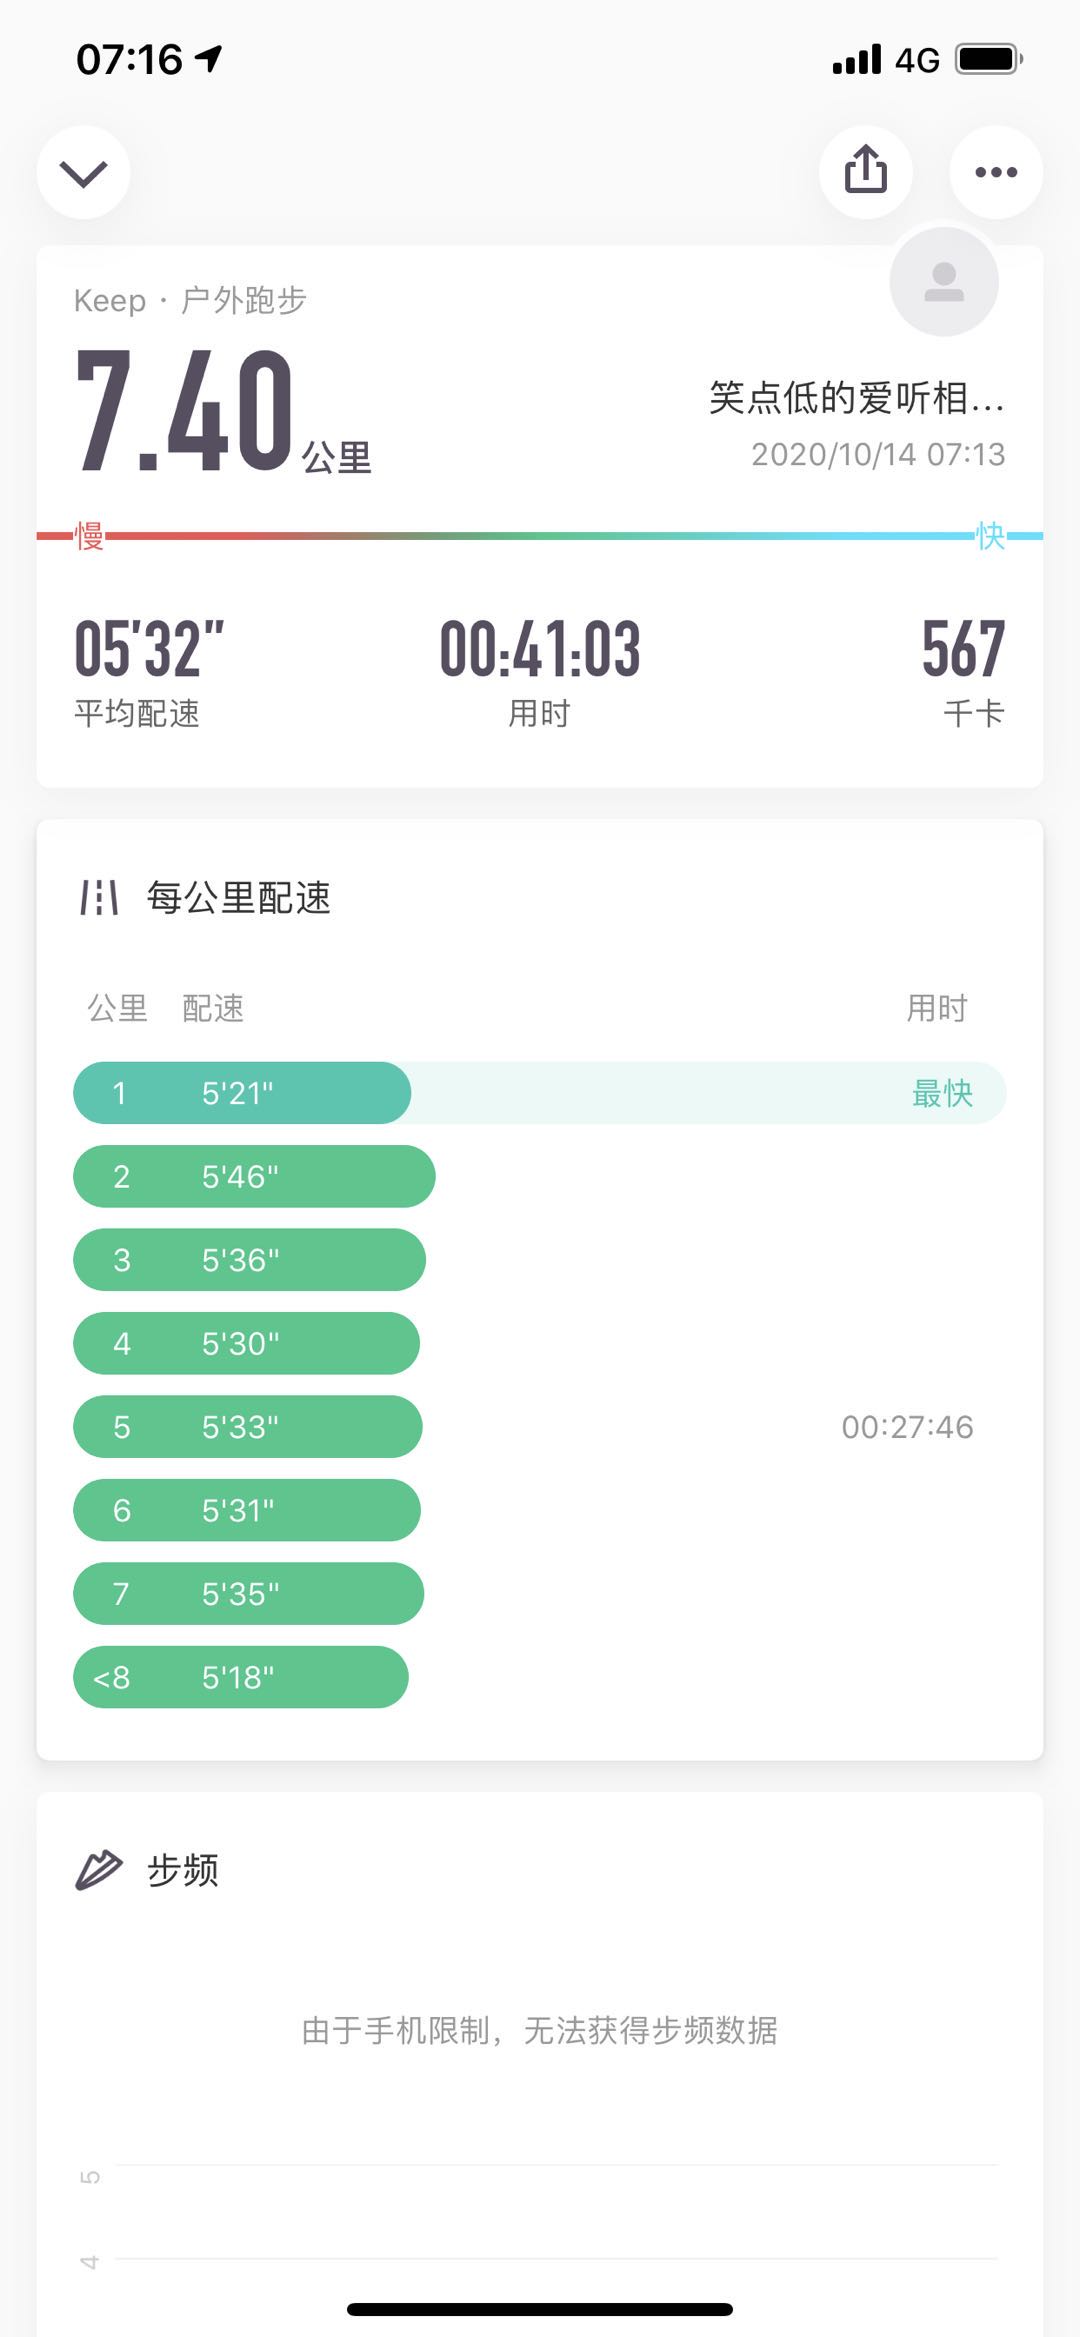 07:16 4G
Keep · 户外跑步
7.40公里
笑点低的爱听相...
2020/10/14 07:13
慢 快
05'32" 00:41:03 567
平均配速 用时 千卡
每公里配速
公里 配速 用时
1 5'21" 最快
2 5'46"
3 5'36"
4 5'30"
5 5'33" 00:27:46
6 5'31"
7 5'35"
<8 5'18"
步频
由于手机限制，无法获得步频数据
5
4